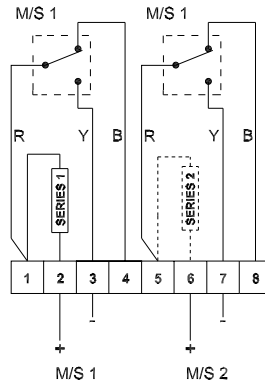 M/S 1 M/S 1
R Y B R Y B
SERIES 1 SERIES 2
1 2 3 4 5 6 7 8
+ - + -
M/S 1 M/S 2